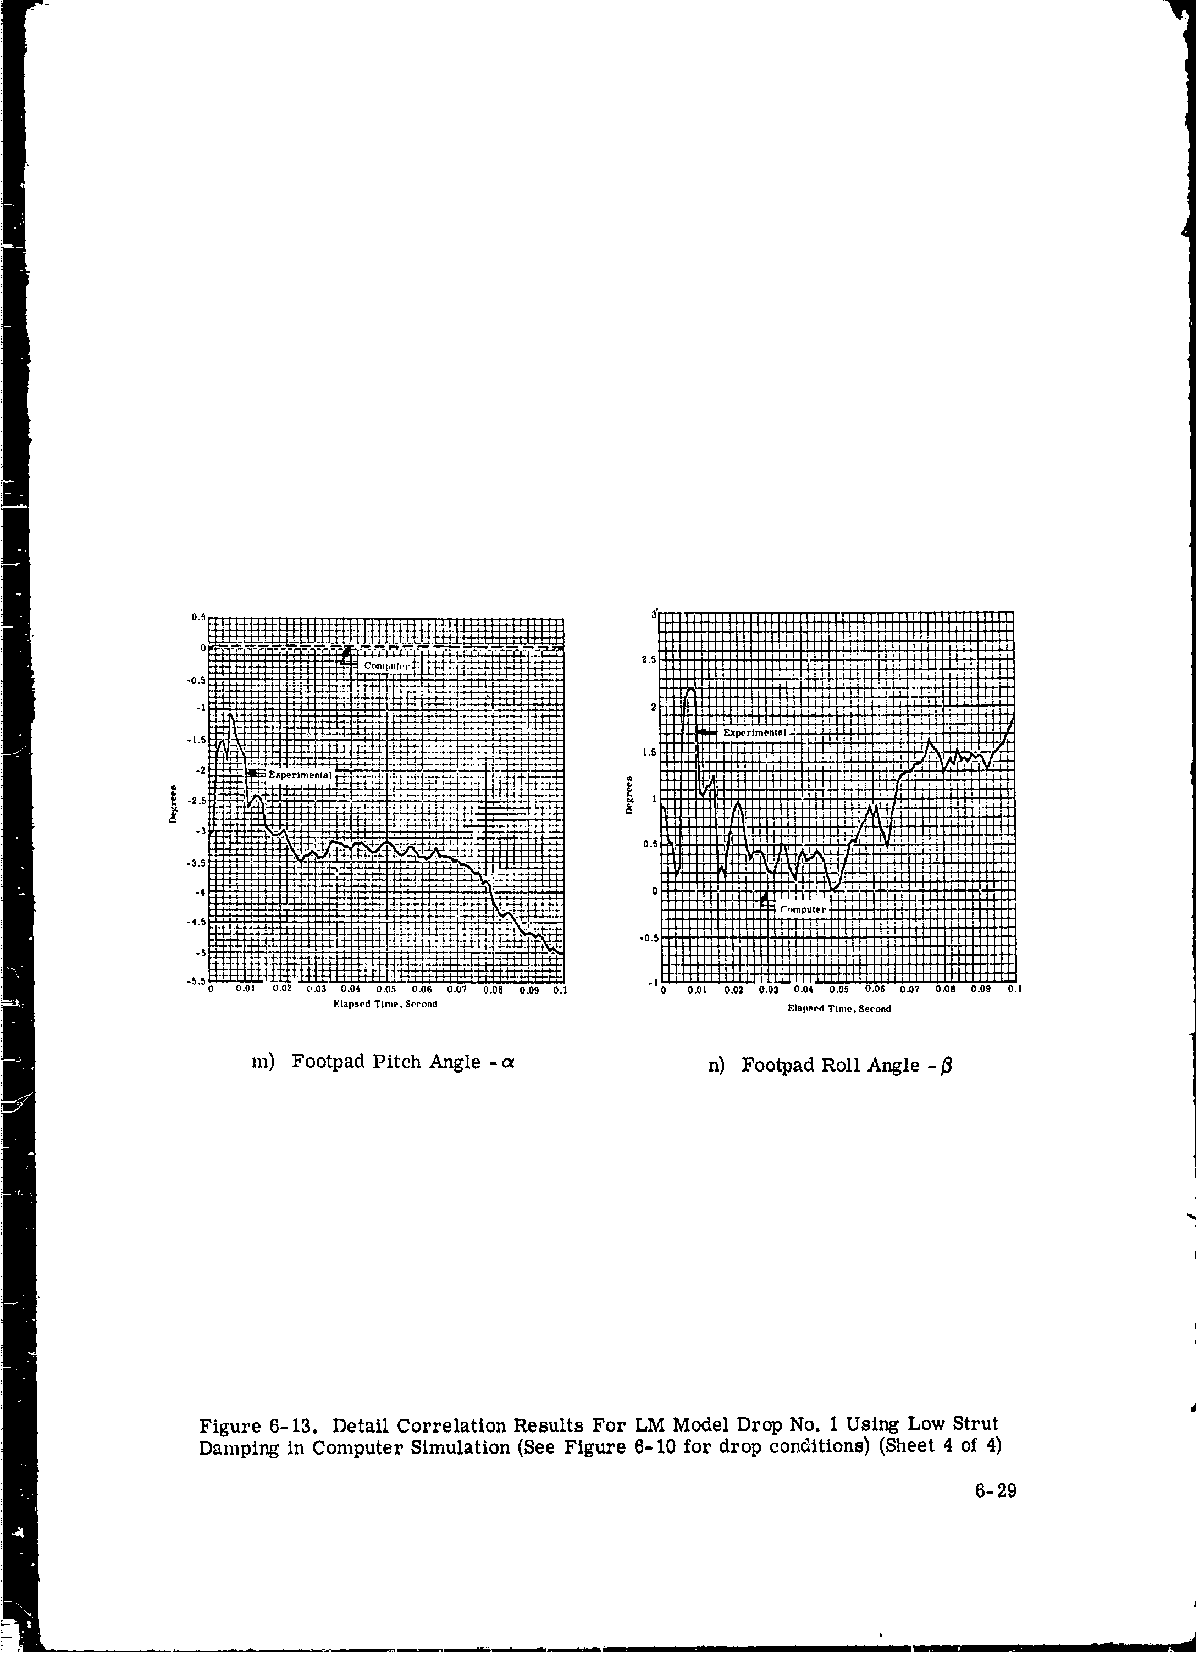 0.5
0
-0.5
-1
-1.5
-2
-2.5
-3
-3.5
-4
-4.5
-5
-5.5
Degrees
Computer
Experimental
0 0.01 0.02 0.03 0.04 0.05 0.06 0.07 0.08 0.09 0.1
Elapsed Time, Second
m) Footpad Pitch Angle - α
3
2.5
2
1.5
1
0.5
0
-0.5
-1
Degrees
Experimental
Computer
0 0.01 0.02 0.03 0.04 0.05 0.06 0.07 0.08 0.09 0.1
Elapsed Time, Second
n) Footpad Roll Angle - β
Figure 6-13. Detail Correlation Results For LM Model Drop No. 1 Using Low Strut
Damping in Computer Simulation (See Figure 6-10 for drop conditions) (Sheet 4 of 4)
6-29